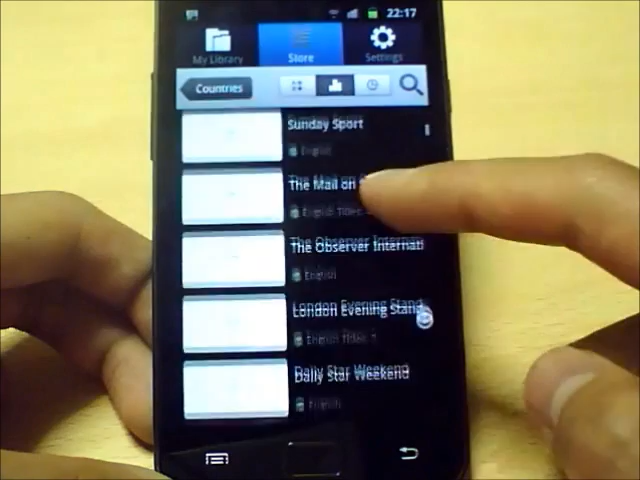 22:17
My Library
Store
Settings
Countries
Sunday Sport
English
The Mail on
English Titles
The Observer Internati
English
London Evening Stand
English Titles
Daily Star Weekend
English